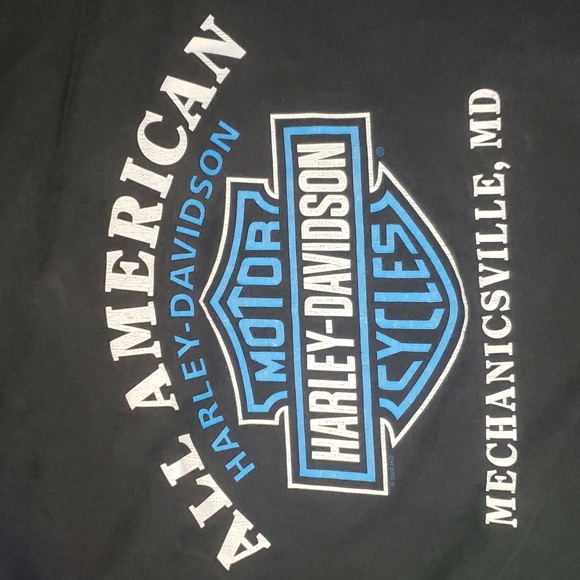 ALL AMERICAN
HARLEY-DAVIDSON
MOTOR
HARLEY-DAVIDSON
®
CYCLES
MECHANICSVILLE, MD